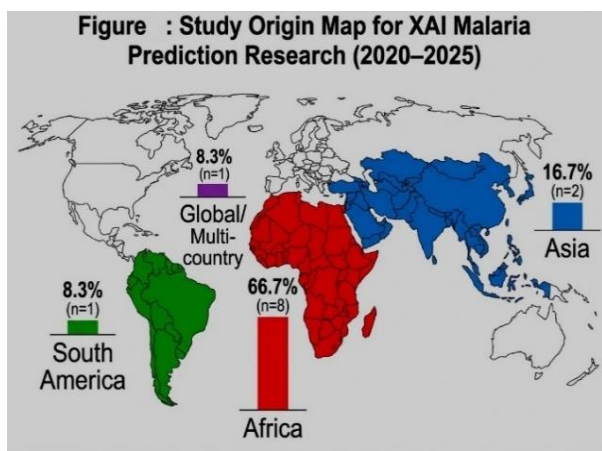 Figure : Study Origin Map for XAI Malaria
Prediction Research (2020–2025)
8.3%
(n=1)
Global/
Multi-
country
16.7%
(n=2)
Asia
8.3%
(n=1)
South
America
66.7%
(n=8)
Africa